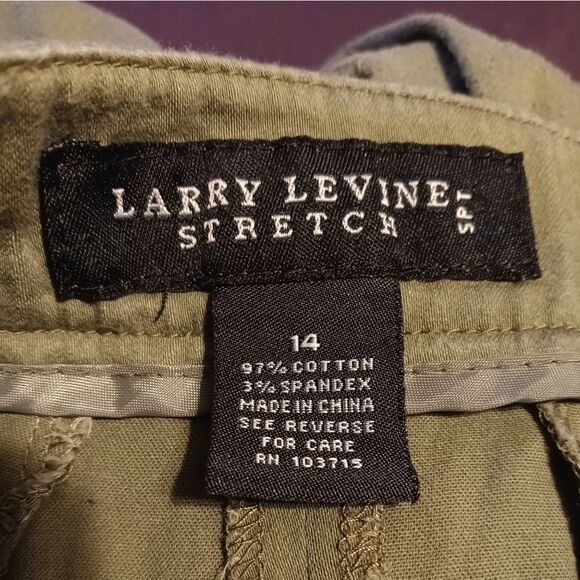 LARRY LEVINE
STRETCH
SPT
14
97% COTTON
3% SPANDEX
MADE IN CHINA
SEE REVERSE
FOR CARE
RN 103715